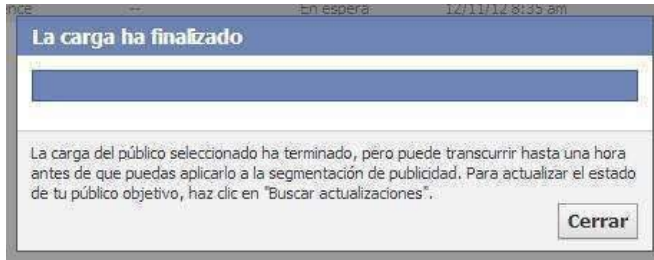 nce -- En espera 12/11/12 8:35 am
La carga ha finalizado
La carga del público seleccionado ha terminado, pero puede transcurrir hasta una hora
antes de que puedas aplicarlo a la segmentación de publicidad. Para actualizar el estado
de tu público objetivo, haz clic en "Buscar actualizaciones".
Cerrar